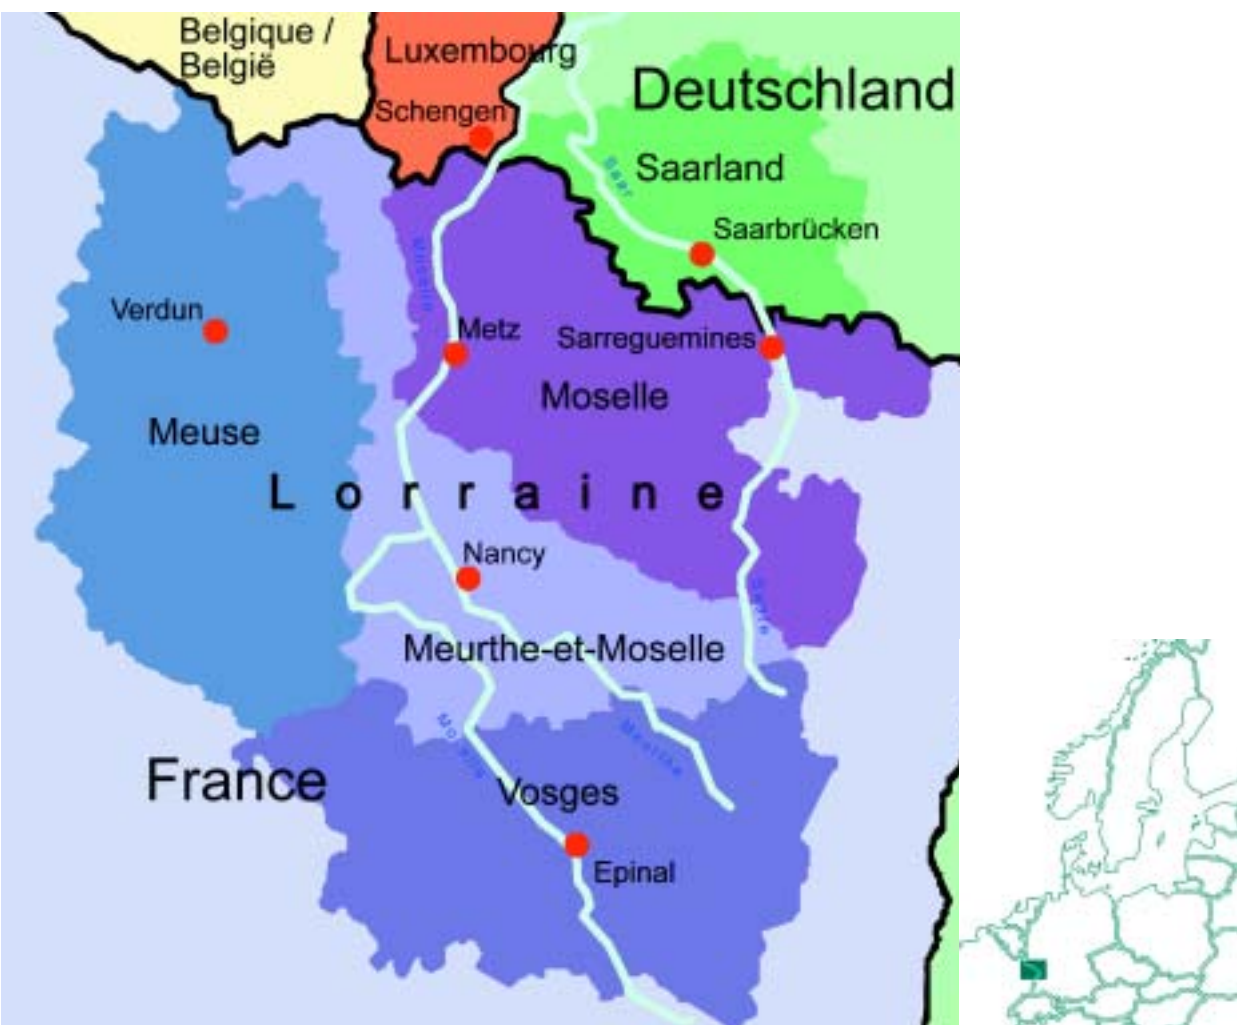 Belgique /
België
Luxembourg
Deutschland
Schengen
Saar
Saarland
Saarbrücken
Moselle
Verdun
Metz
Sarreguemines
Moselle
Meuse
Lorraine
Nancy
Sarre
Meurthe-et-Moselle
Moselle
Meurthe
France
Vosges
Epinal